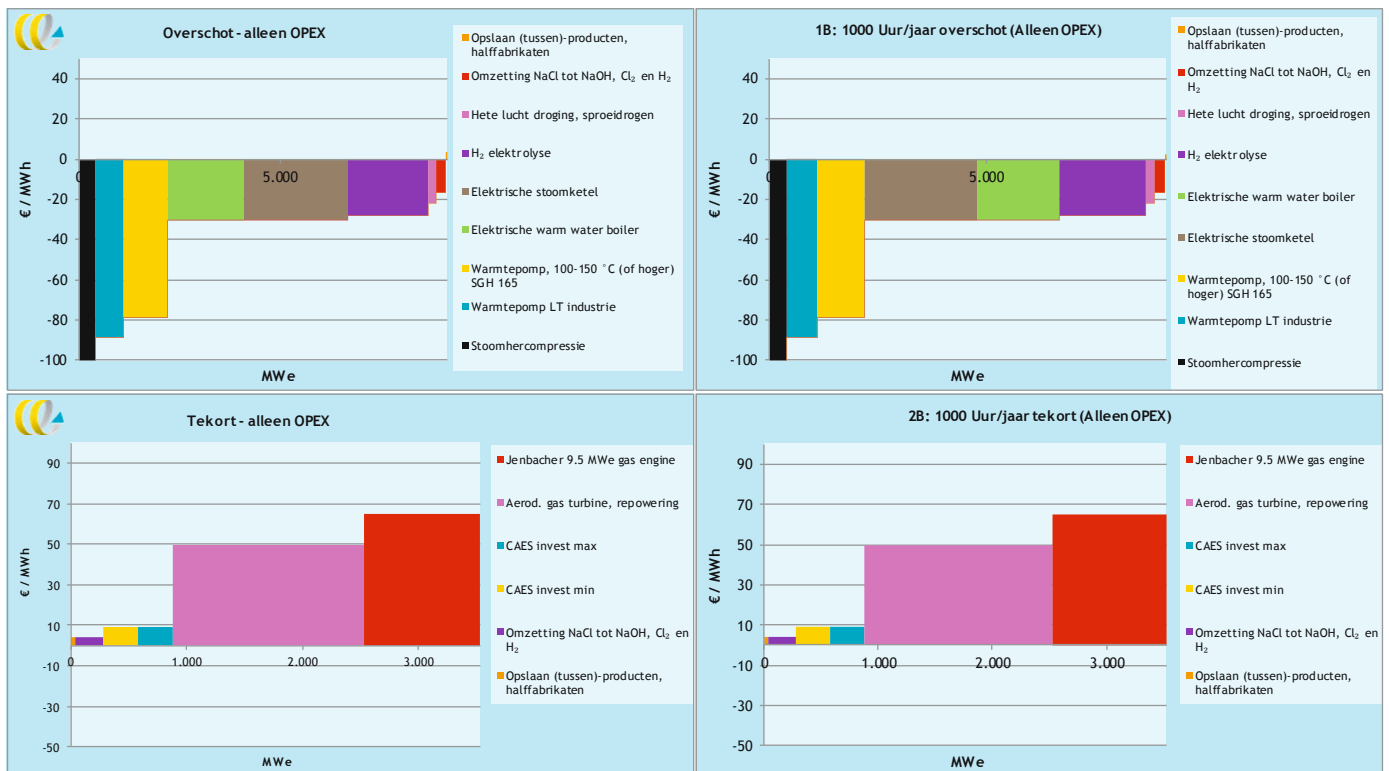 Overschot - alleen OPEX
40
20
0
-20
-40
-60
-80
-100
€ / MWh
0
5.000
MWe
Opslaan (tussen)-producten,
halffabrikaten
Omzetting NaCl tot NaOH, Cl₂ en H₂
Hete lucht droging, sproeidrogen
H₂ elektrolyse
Elektrische stoomketel
Elektrische warm water boiler
Warmtepomp, 100-150 °C (of hoger)
SGH 165
Warmtepomp LT industrie
Stoomhercompressie
1B: 1000 Uur/jaar overschot (Alleen OPEX)
40
20
0
-20
-40
-60
-80
-100
€ / MWh
0
5.000
MWe
Opslaan (tussen)-producten,
halffabrikaten
Omzetting NaCl tot NaOH, Cl₂ en
H₂
Hete lucht droging, sproeidrogen
H₂ elektrolyse
Elektrische warm water boiler
Elektrische stoomketel
Warmtepomp, 100-150 °C (of
hoger) SGH 165
Warmtepomp LT industrie
Stoomhercompressie
Tekort - alleen OPEX
90
70
50
30
10
-10
-30
-50
€ / MWh
0
1.000
2.000
3.000
MWe
Jenbacher 9.5 MWe gas engine
Aerod. gas turbine, repowering
CAES invest max
CAES invest min
Omzetting NaCl tot NaOH, Cl₂ en
H₂
Opslaan (tussen)-producten,
halffabrikaten
2B: 1000 Uur/jaar tekort (Alleen OPEX)
90
70
50
30
10
-10
-30
-50
€ / MWh
0
1.000
2.000
3.000
MWe
Jenbacher 9.5 MWe gas engine
Aerod. gas turbine, repowering
CAES invest max
CAES invest min
Omzetting NaCl tot NaOH, Cl₂ en
H₂
Opslaan (tussen)-producten,
halffabrikaten